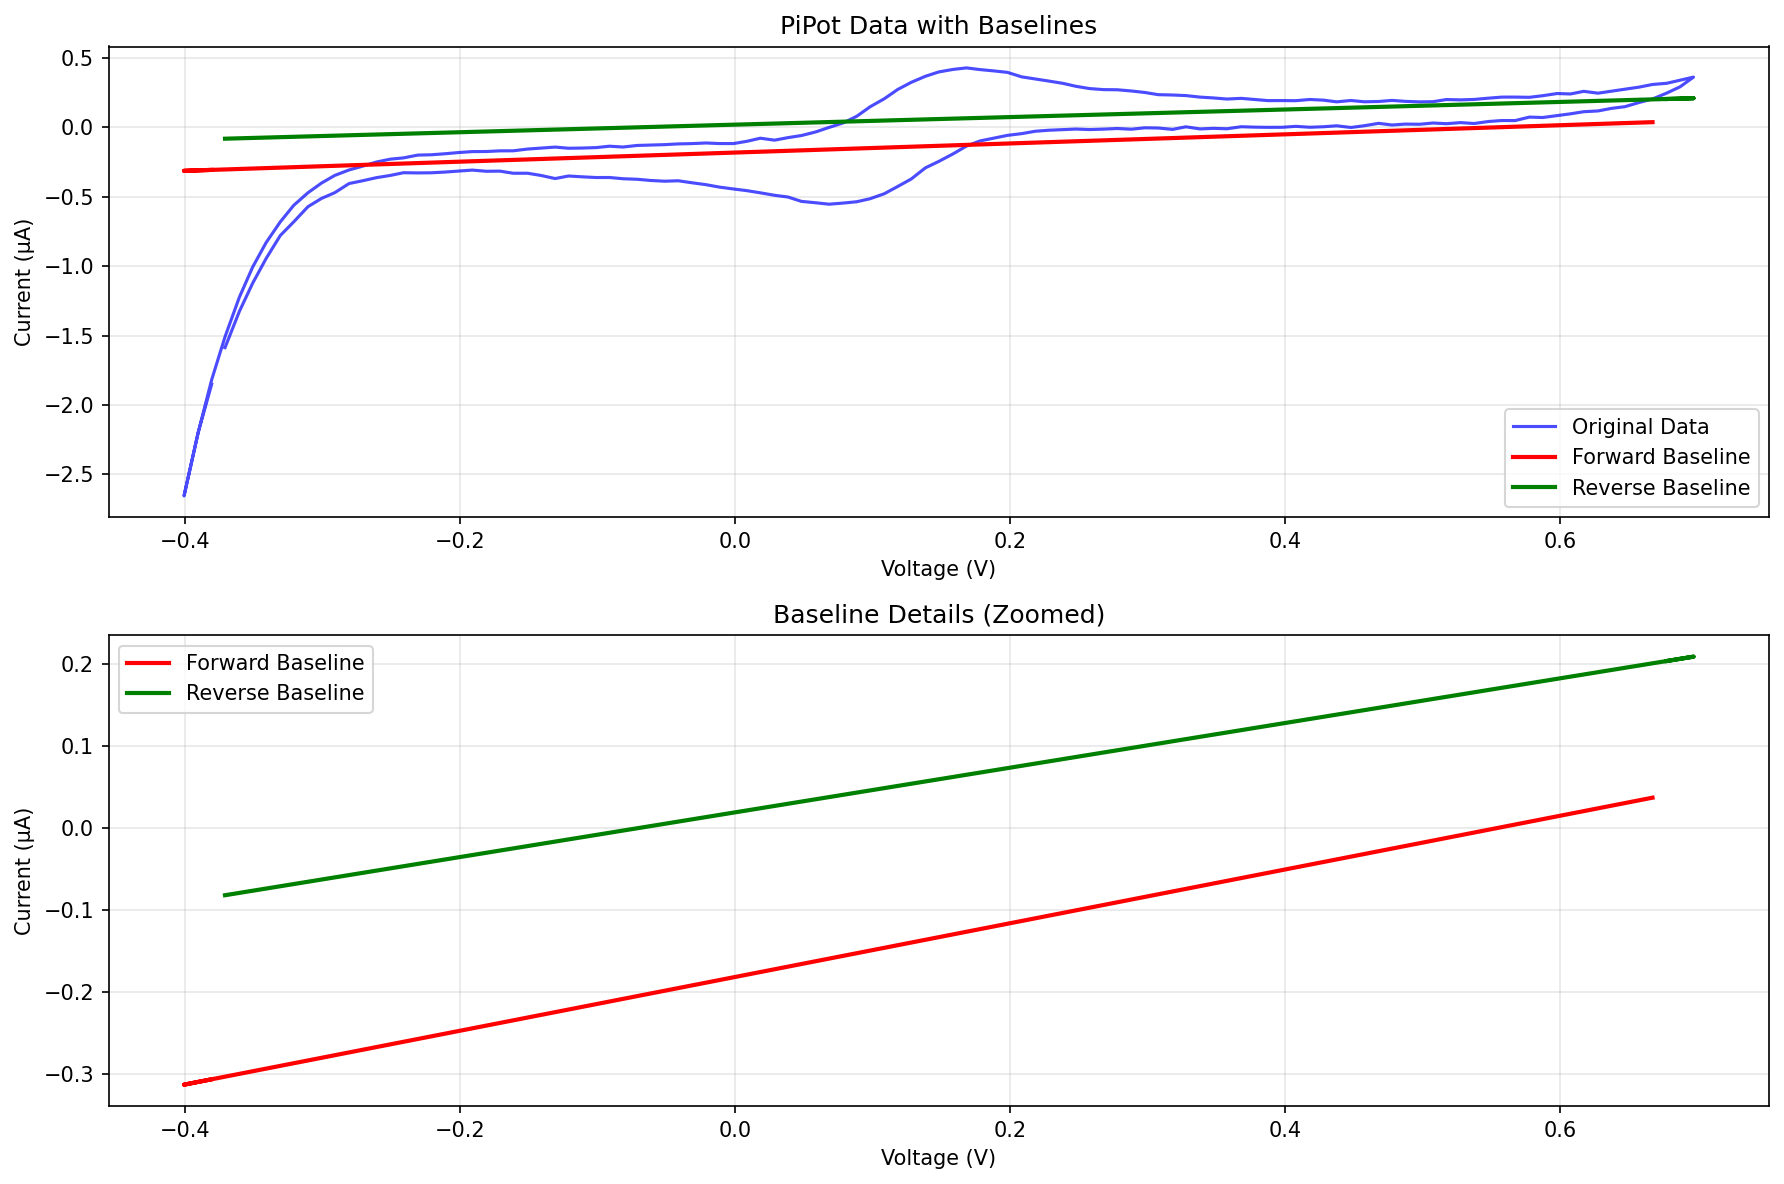 PiPot Data with Baselines
0.5
0.0
−0.5
−1.0
−1.5
−2.0
−2.5
Current (µA)
Original Data
Forward Baseline
Reverse Baseline
−0.4 −0.2 0.0 0.2 0.4 0.6
Voltage (V)
Baseline Details (Zoomed)
Forward Baseline
Reverse Baseline
0.2
0.1
0.0
−0.1
−0.2
−0.3
Current (µA)
−0.4 −0.2 0.0 0.2 0.4 0.6
Voltage (V)